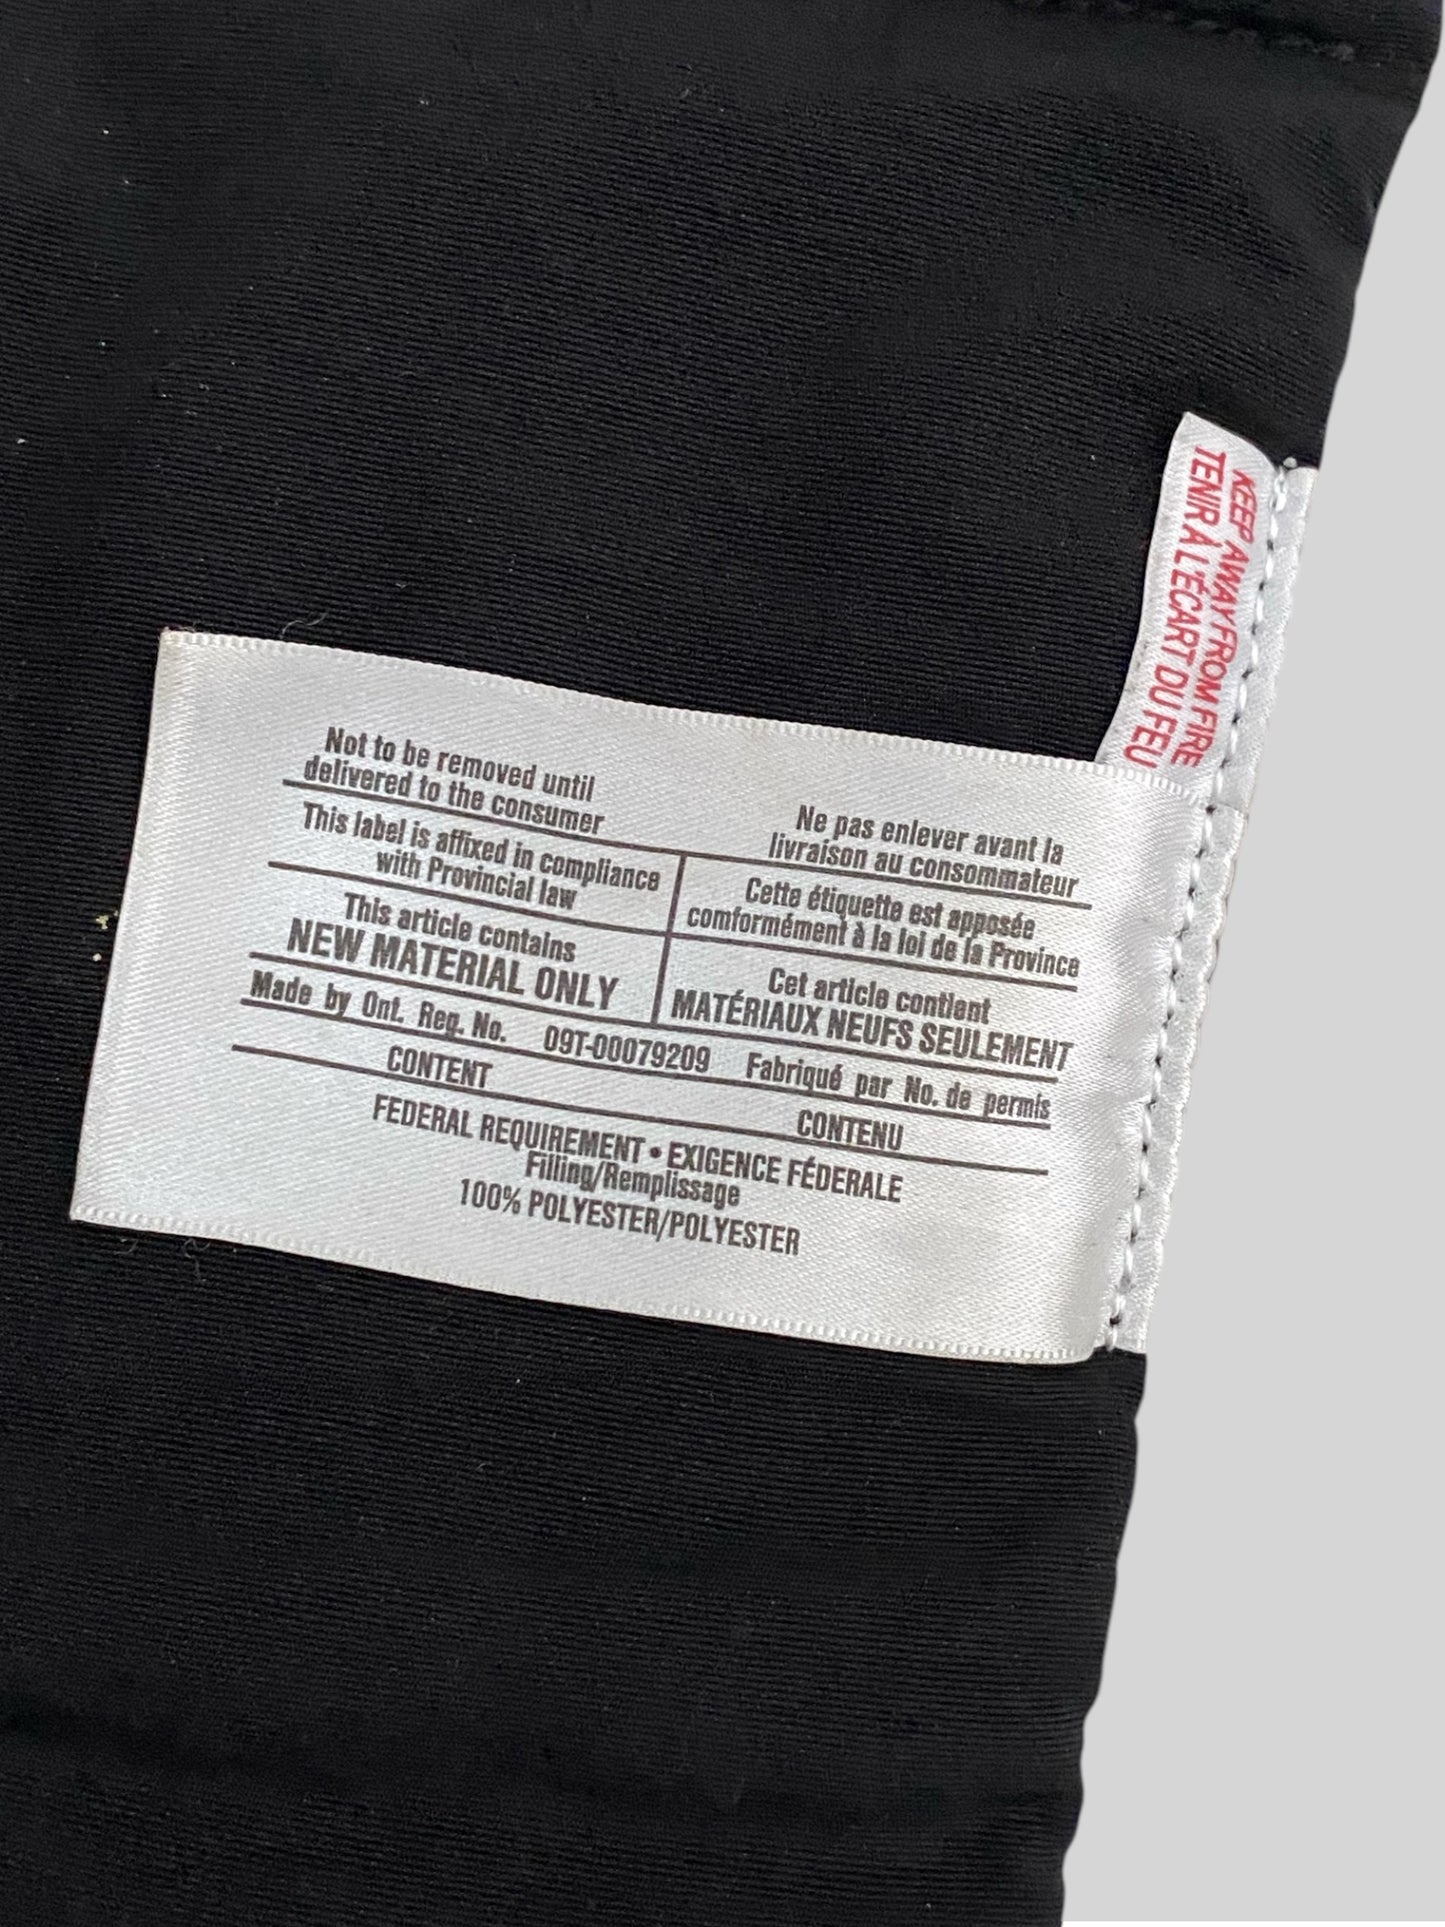 KEEP AWAY FROM FIRE
TENIR À L'ÉCART DU FEU
Not to be removed until
delivered to the consumer
Ne pas enlever avant la
livraison au consommateur
This label is affixed in compliance
with Provincial law
Cette étiquette est apposée
comformément à la loi de la Province
This article contains
NEW MATERIAL ONLY
Cet article contient
MATÉRIAUX NEUFS SEULEMENT
Made by Ont. Reg. No. 09T-00079209 Fabriqué par No. de permis
CONTENT CONTENU
FEDERAL REQUIREMENT • EXIGENCE FÉDERALE
Filling/Remplissage
100% POLYESTER/POLYESTER